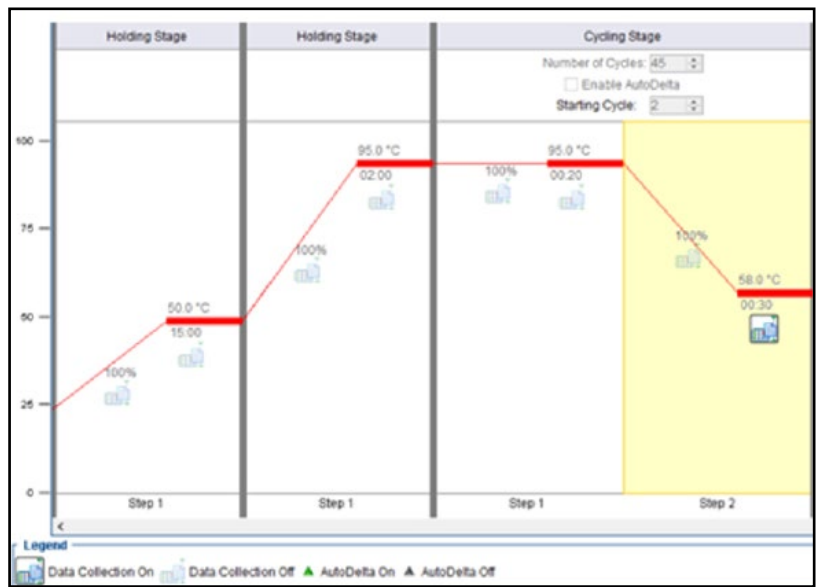 Holding Stage
Holding Stage
Cycling Stage
Number of Cycles: 45
Enable AutoDelta
Starting Cycle: 2
100
95.0 °C
95.0 °C
02:00
100%
00:20
75
100%
100%
58.0 °C
50.0 °C
00:30
50
15:00
100%
25
0
Step 1
Step 1
Step 1
Step 2
<
Legend
Data Collection On Data Collection Off AutoDelta On AutoDelta Off